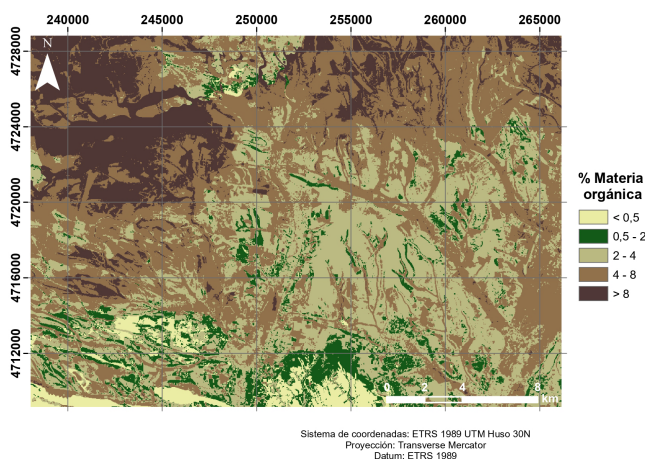 240000 245000 250000 255000 260000 265000
4728000
4724000
4720000
4716000
4712000
N
% Materia
orgánica
< 0,5
0,5 - 2
2 - 4
4 - 8
> 8
0 2 4 8
km
Sistema de coordenadas: ETRS 1989 UTM Huso 30N
Proyección: Transverse Mercator
Datum: ETRS 1989